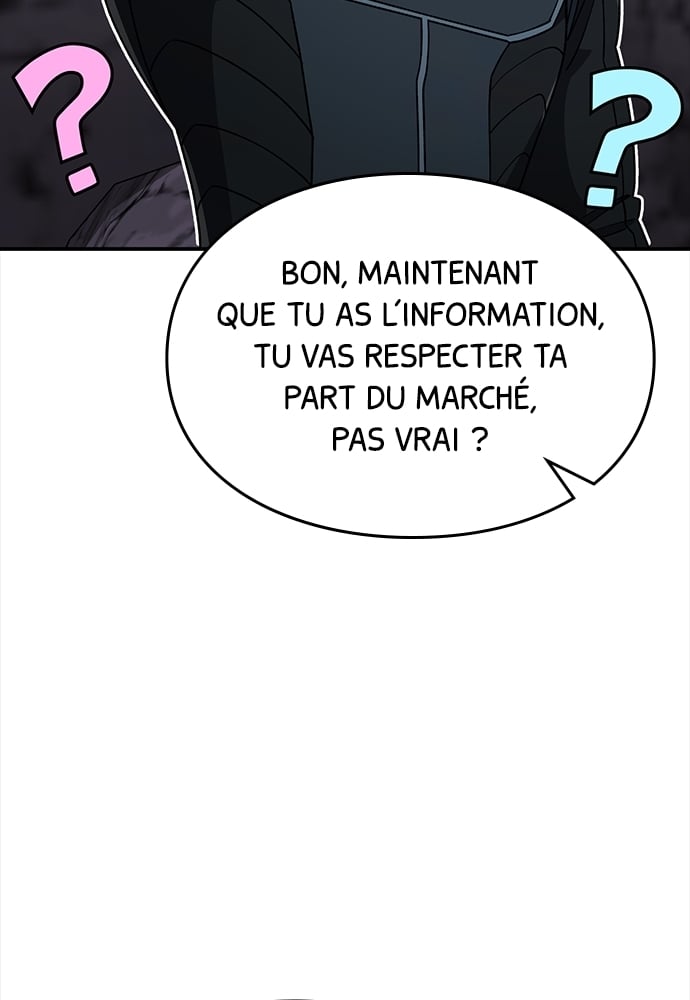 ?
?
BON, MAINTENANT
QUE TU AS L'INFORMATION,
TU VAS RESPECTER TA
PART DU MARCHÉ,
PAS VRAI ?